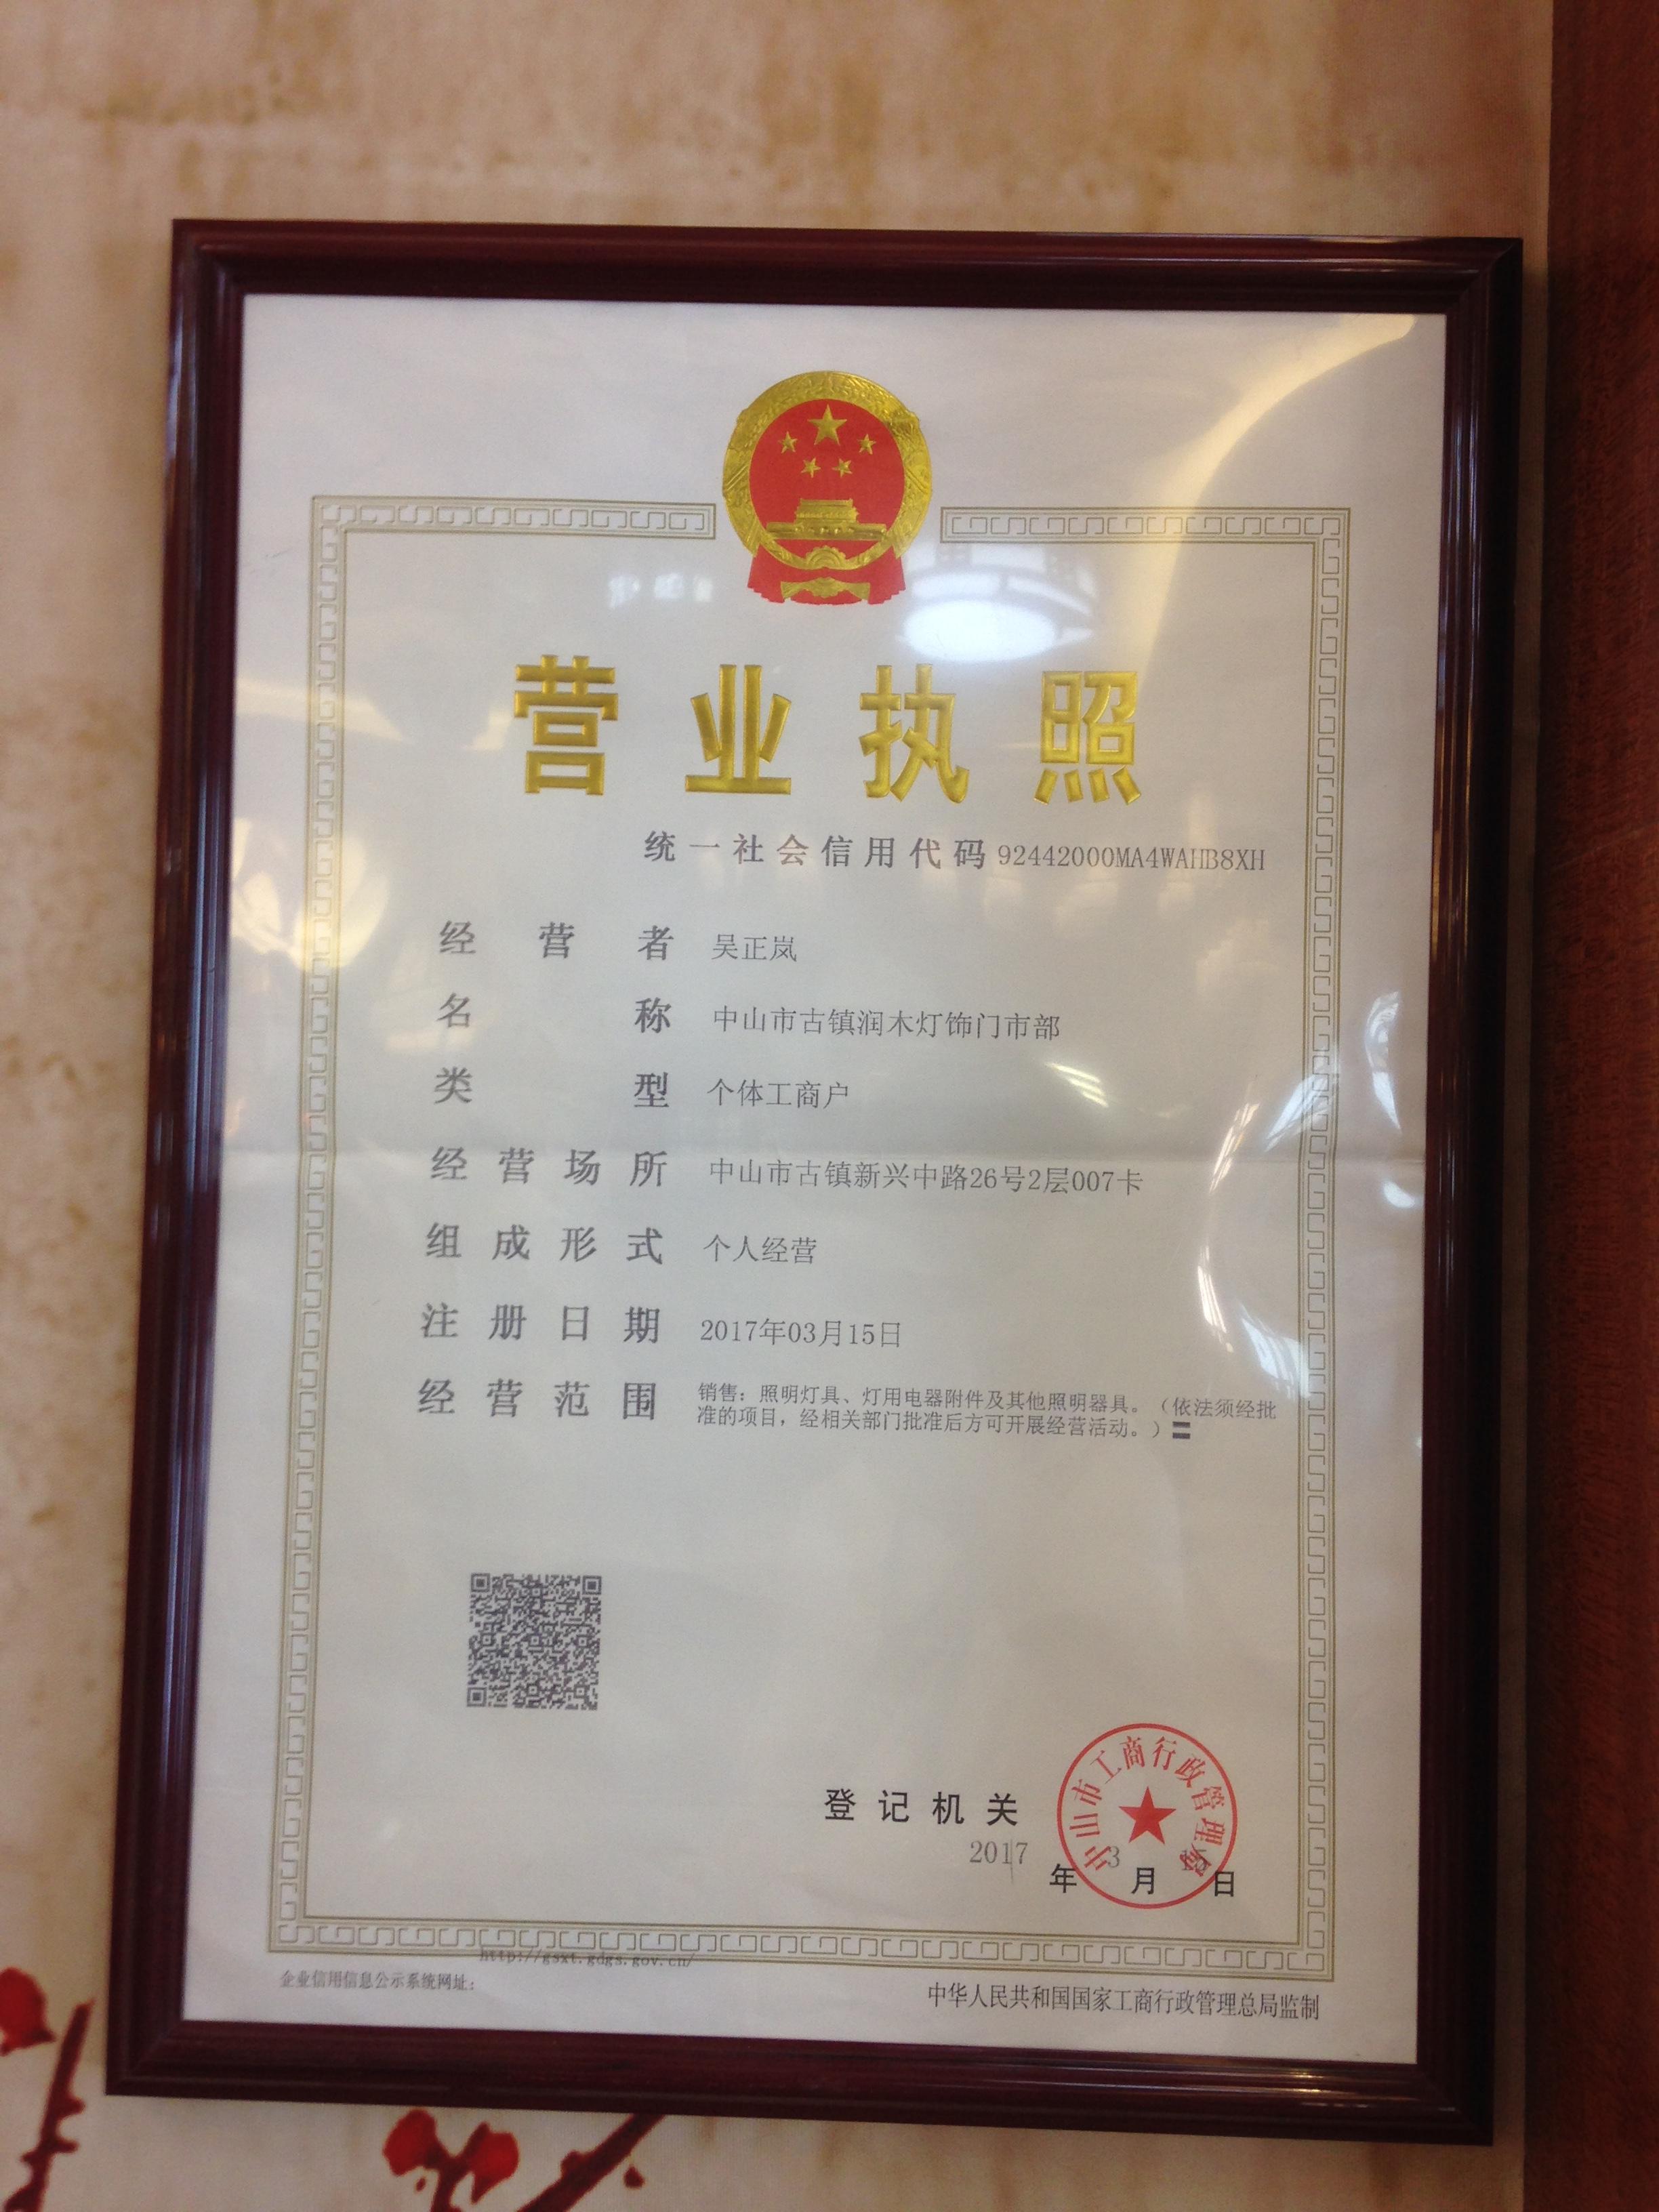 营业执照
统一社会信用代码 92442000MA4WAHB8XH
经营者 吴正岚
名称 中山市古镇润木灯饰门市部
类型 个体工商户
经营场所 中山市古镇新兴中路26号2层007卡
组成形式 个人经营
注册日期 2017年03月15日
经营范围 销售：照明灯具、灯用电器附件及其他照明器具。（依法须经批
准的项目，经相关部门批准后方可开展经营活动。）〓
中山市工商行政管理局
登记机关
2017年3月15日
http://gsxt.gdgs.gov.cn/
企业信用信息公示系统网址：
中华人民共和国国家工商行政管理总局监制